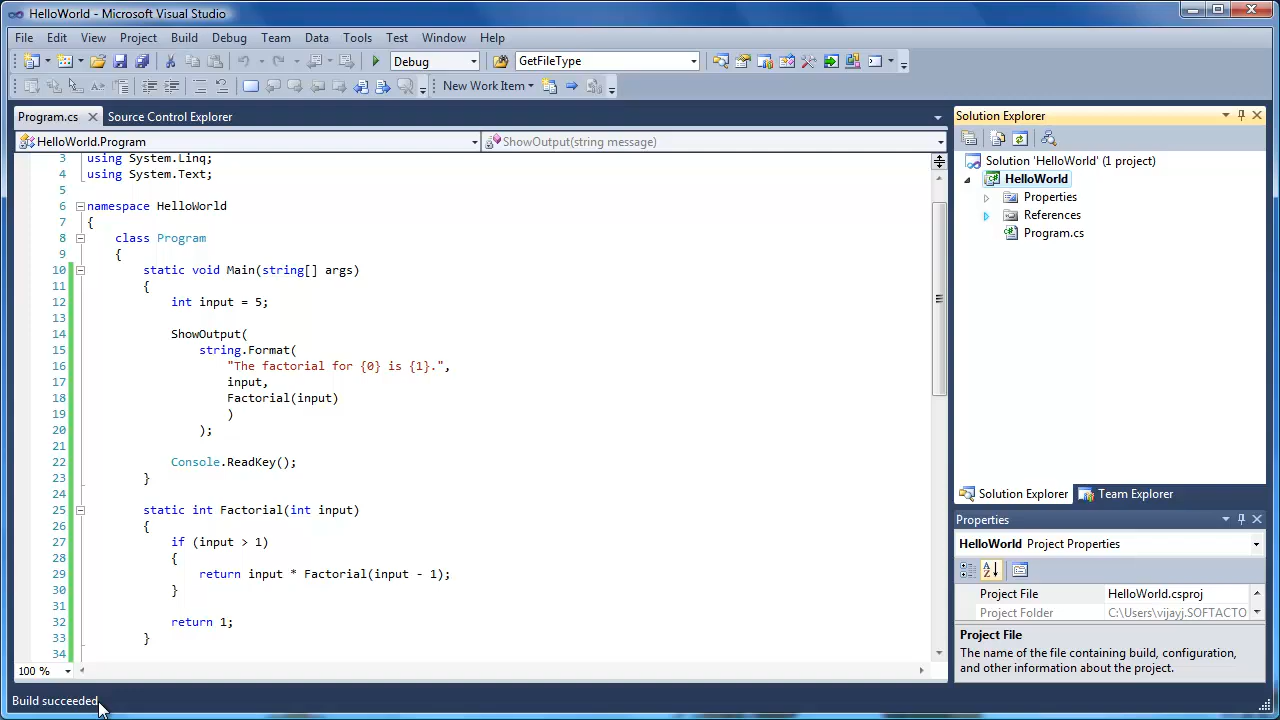 HelloWorld - Microsoft Visual Studio
File Edit View Project Build Debug Team Data Tools Test Window Help
Debug GetFileType
New Work Item
Program.cs Source Control Explorer
HelloWorld.Program ShowOutput(string message)
3 using System.Linq;
4 using System.Text;
5
6 namespace HelloWorld
7 {
8 class Program
9 {
10 static void Main(string[] args)
11 {
12 int input = 5;
13
14 ShowOutput(
15 string.Format(
16 "The factorial for {0} is {1}.",
17 input,
18 Factorial(input)
19 )
20 );
21
22 Console.ReadKey();
23 }
24
25 static int Factorial(int input)
26 {
27 if (input > 1)
28 {
29 return input * Factorial(input - 1);
30 }
31
32 return 1;
33 }
34
100 %
Build succeeded
Solution Explorer
Solution 'HelloWorld' (1 project)
HelloWorld
Properties
References
Program.cs
Solution Explorer Team Explorer
Properties
HelloWorld Project Properties
Project File HelloWorld.csproj
Project Folder C:\Users\vijayj.SOFTACTO
Project File
The name of the file containing build, configuration,
and other information about the project.